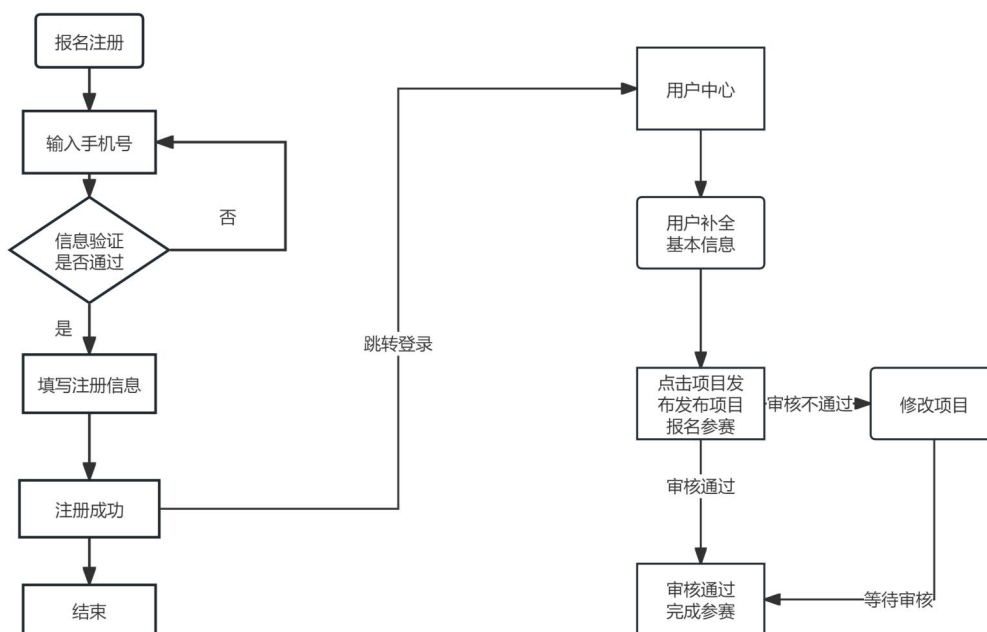 报名注册
输入手机号
否
信息验证
是否通过
是
填写注册信息
注册成功
结束
跳转登录
用户中心
用户补全
基本信息
点击项目发
布发布项目
报名参赛
审核不通过
修改项目
审核通过
审核通过
完成参赛
等待审核